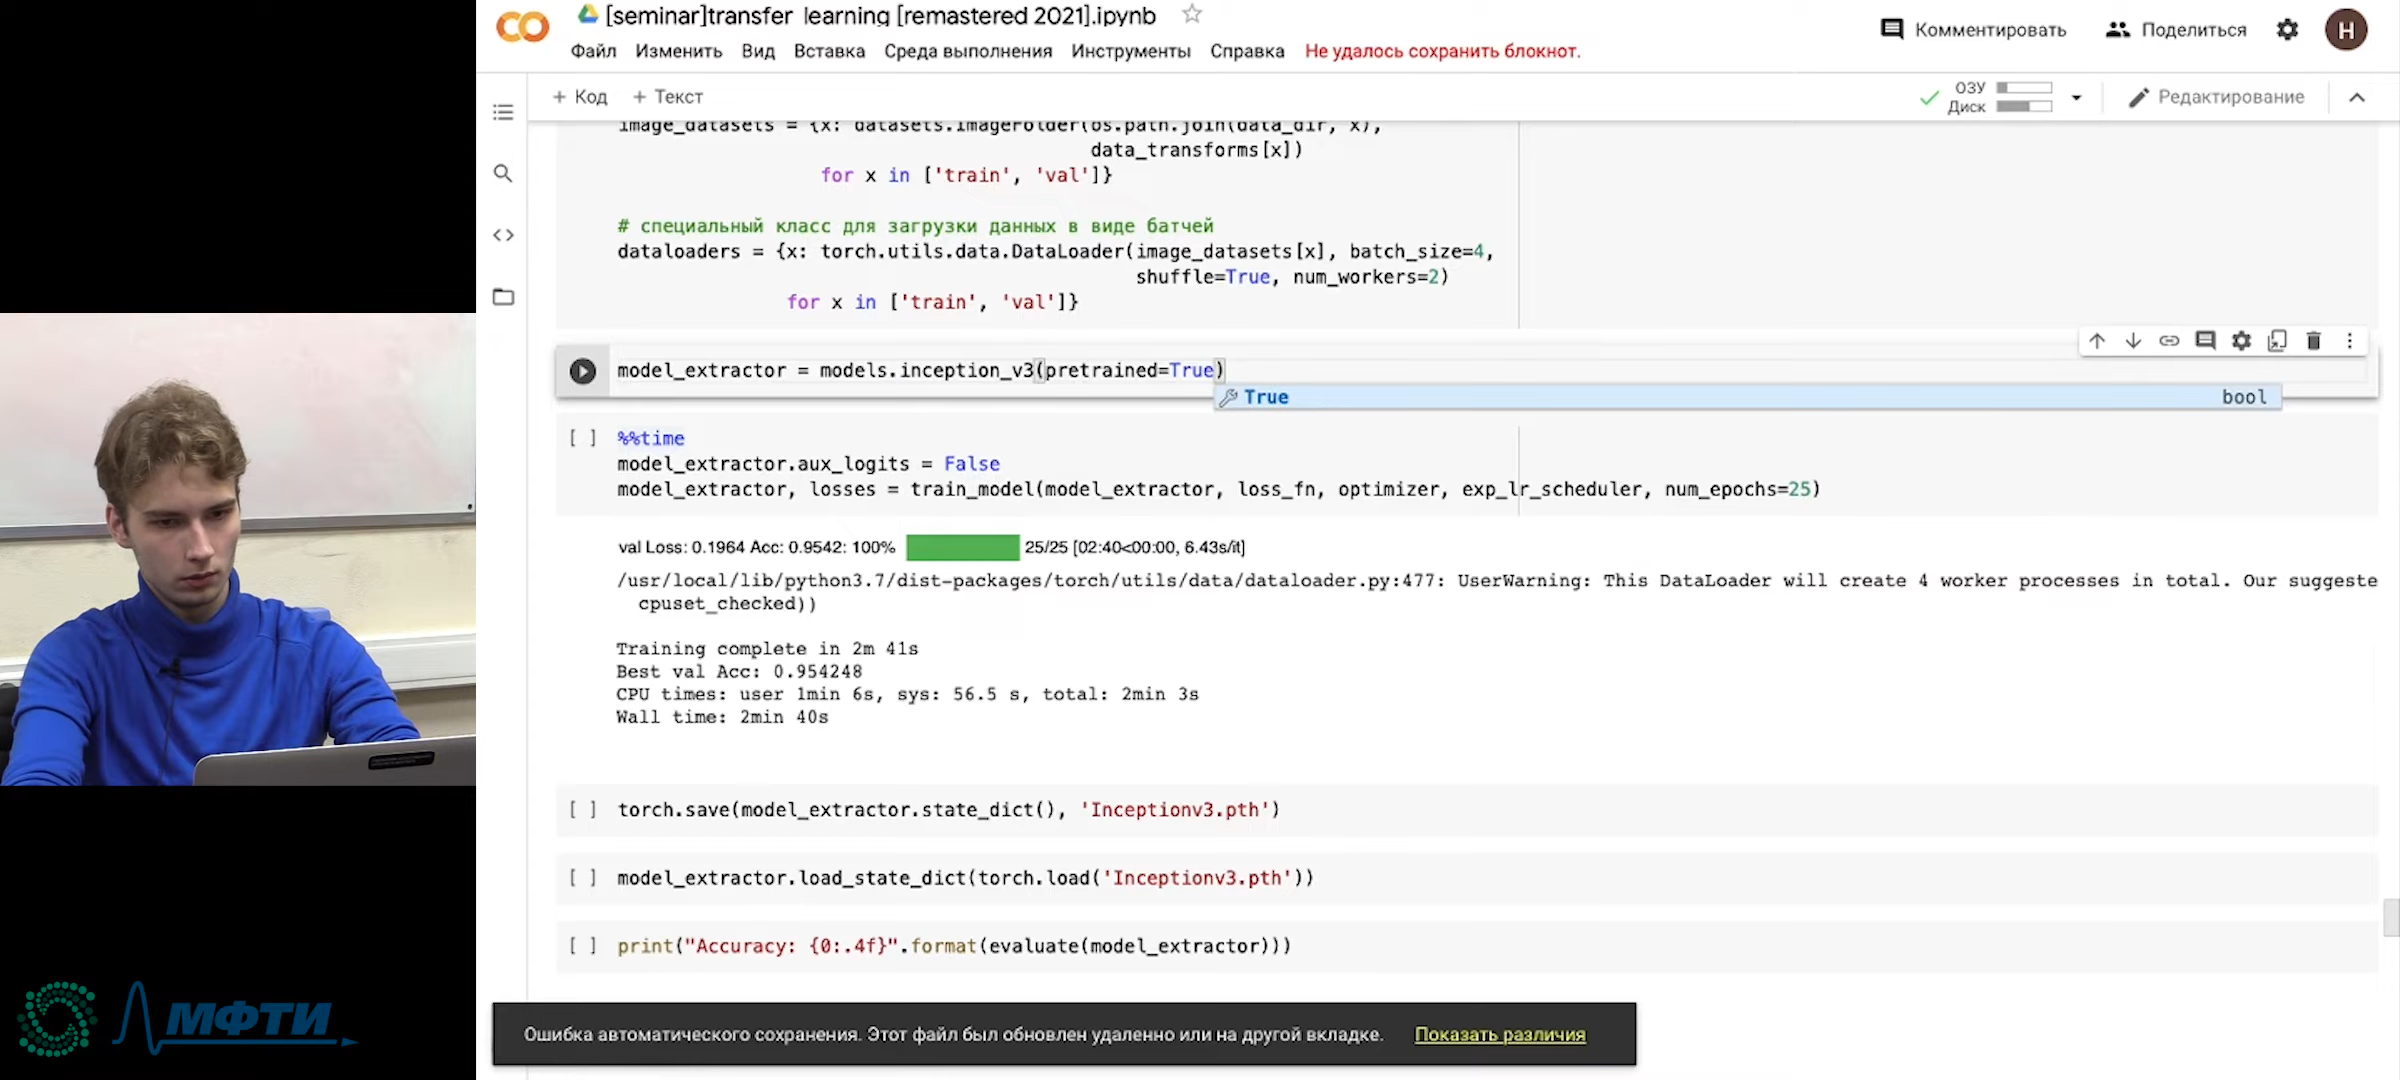 [seminar]transfer learning [remastered 2021].ipynb
Комментировать
Поделиться
H
Файл Изменить Вид Вставка Среда выполнения Инструменты Справка Не удалось сохранить блокнот.
+ Код + Текст
ОЗУ
Диск
Редактирование
image_datasets = {x: datasets.ImageFolder(os.path.join(data_dir, x),
data_transforms[x])
for x in ['train', 'val']}
# специальный класс для загрузки данных в виде батчей
dataloaders = {x: torch.utils.data.DataLoader(image_datasets[x], batch_size=4,
shuffle=True, num_workers=2)
for x in ['train', 'val']}
model_extractor = models.inception_v3(pretrained=True)
True bool
[ ] %%time
model_extractor.aux_logits = False
model_extractor, losses = train_model(model_extractor, loss_fn, optimizer, exp_lr_scheduler, num_epochs=25)
val Loss: 0.1964 Acc: 0.9542: 100% 25/25 [02:40<00:00, 6.43s/it]
/usr/local/lib/python3.7/dist-packages/torch/utils/data/dataloader.py:477: UserWarning: This DataLoader will create 4 worker processes in total. Our suggeste
cpuset_checked))
Training complete in 2m 41s
Best val Acc: 0.954248
CPU times: user 1min 6s, sys: 56.5 s, total: 2min 3s
Wall time: 2min 40s
[ ] torch.save(model_extractor.state_dict(), 'Inceptionv3.pth')
[ ] model_extractor.load_state_dict(torch.load('Inceptionv3.pth'))
[ ] print("Accuracy: {0:.4f}".format(evaluate(model_extractor)))
Ошибка автоматического сохранения. Этот файл был обновлен удаленно или на другой вкладке. Показать различия
МФТИ